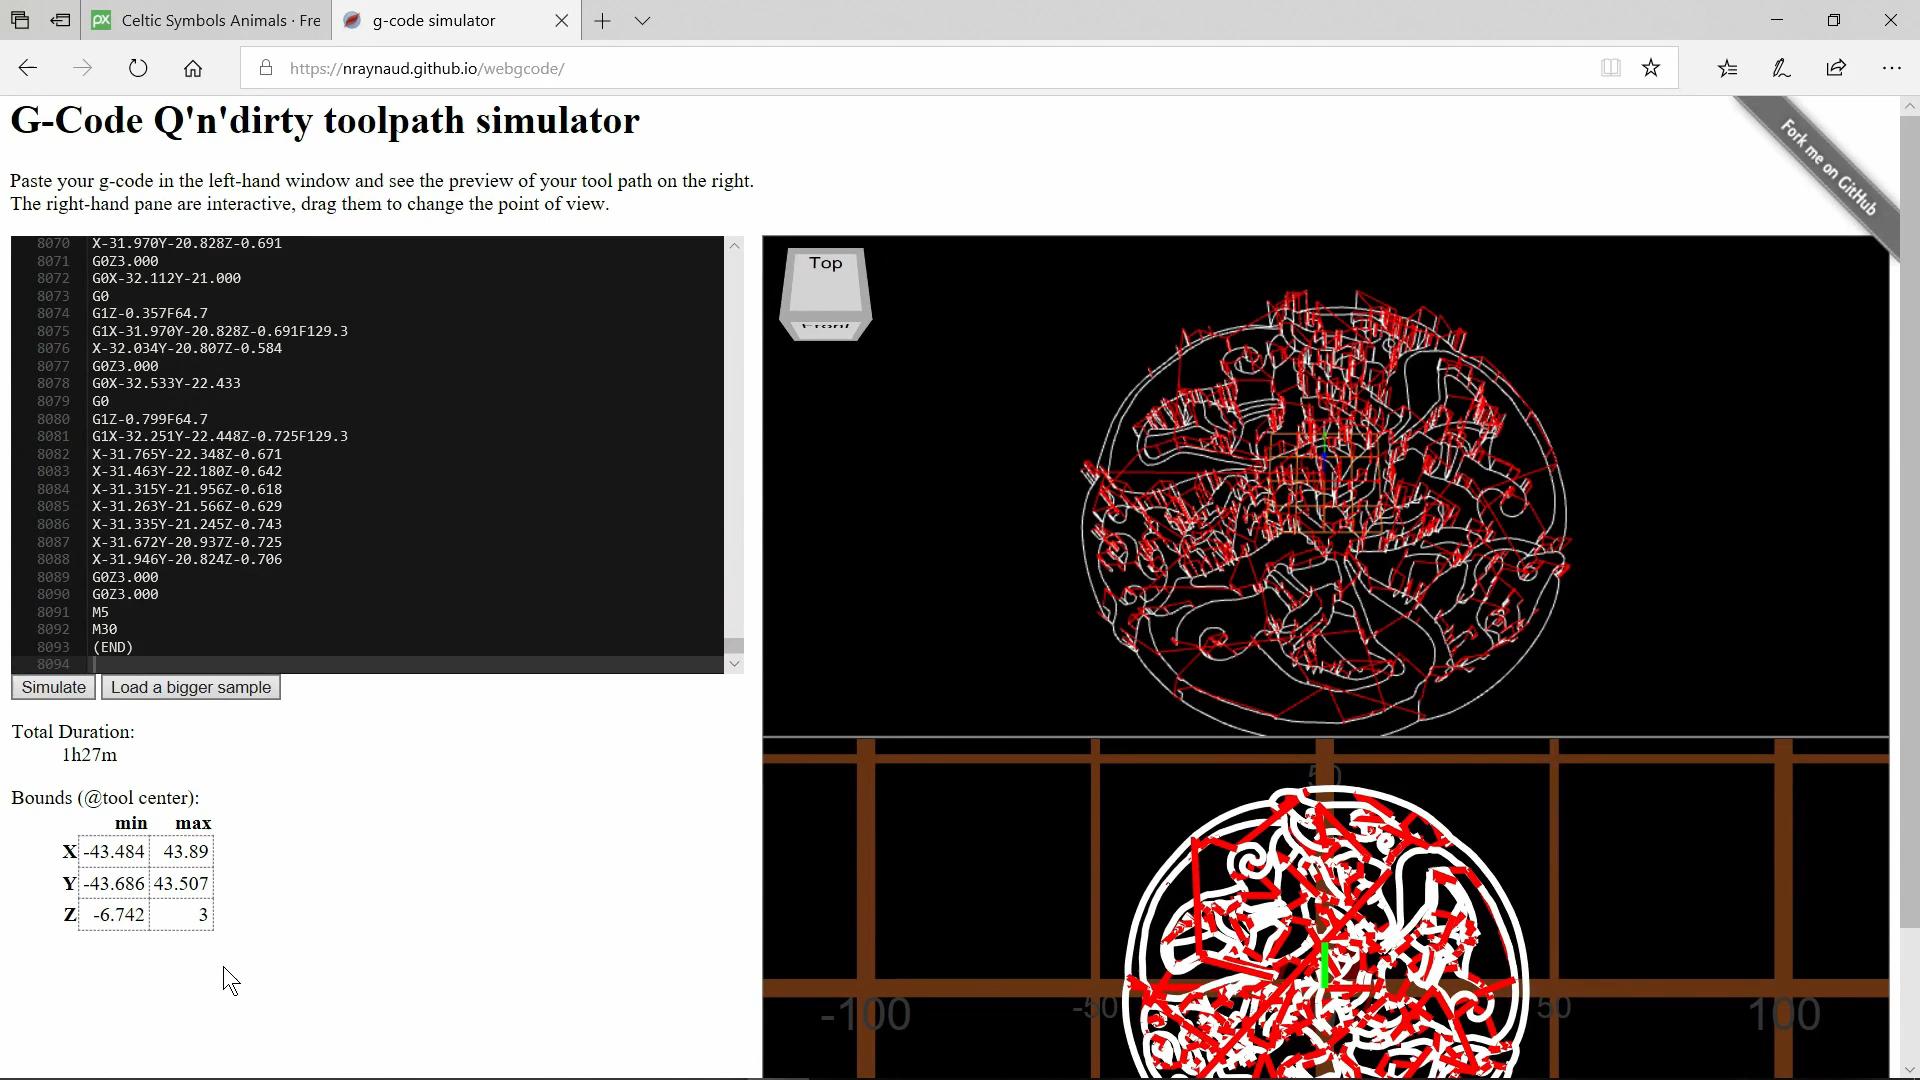 Celtic Symbols Animals · Fre
g-code simulator
https://nraynaud.github.io/webgcode/
G-Code Q'n'dirty toolpath simulator
Fork me on GitHub
Paste your g-code in the left-hand window and see the preview of your tool path on the right.
The right-hand pane are interactive, drag them to change the point of view.
8070 X-31.970Y-20.828Z-0.691
8071 G0Z3.000
8072 G0X-32.112Y-21.000
8073 G0
8074 G1Z-0.357F64.7
8075 G1X-31.970Y-20.828Z-0.691F129.3
8076 X-32.034Y-20.807Z-0.584
8077 G0Z3.000
8078 G0X-32.533Y-22.433
8079 G0
8080 G1Z-0.799F64.7
8081 G1X-32.251Y-22.448Z-0.725F129.3
8082 X-31.765Y-22.348Z-0.671
8083 X-31.463Y-22.180Z-0.642
8084 X-31.315Y-21.956Z-0.618
8085 X-31.263Y-21.566Z-0.629
8086 X-31.335Y-21.245Z-0.743
8087 X-31.672Y-20.937Z-0.725
8088 X-31.946Y-20.824Z-0.706
8089 G0Z3.000
8090 G0Z3.000
8091 M5
8092 M30
8093 (END)
8094
Simulate Load a bigger sample
Total Duration:
1h27m
Bounds (@tool center):
min max
X -43.484 43.89
Y -43.686 43.507
Z -6.742 3
Top
Front
50
-100 -50 50 100